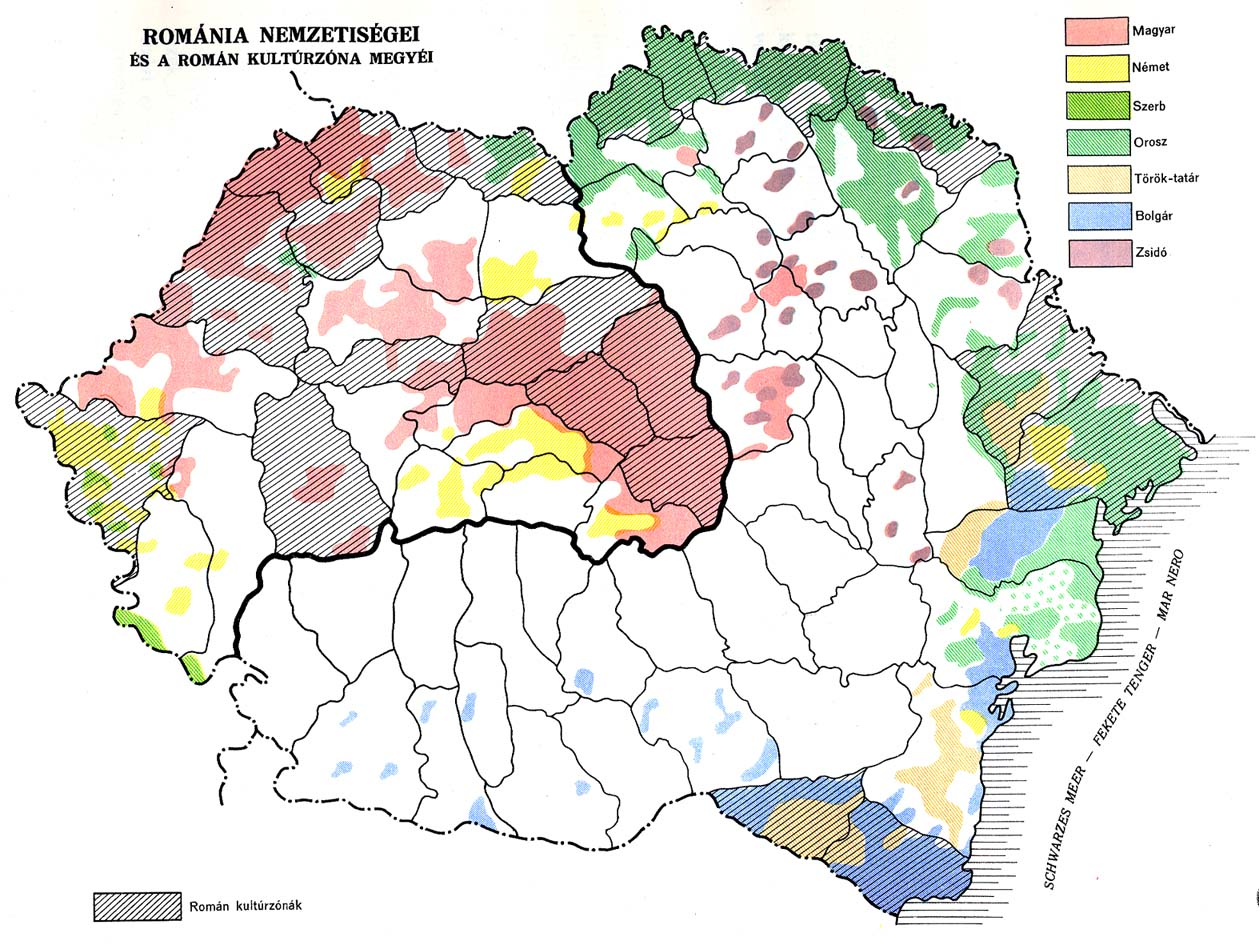 ROMÁNIA NEMZETISÉGEI
ÉS A ROMÁN KULTÚRZÓNA MEGYÉI
Magyar
Német
Szerb
Orosz
Török-tatár
Bolgár
Zsidó
SCHWARZES MEER — FEKETE TENGER — MAR NERO
Román kultúrzónák